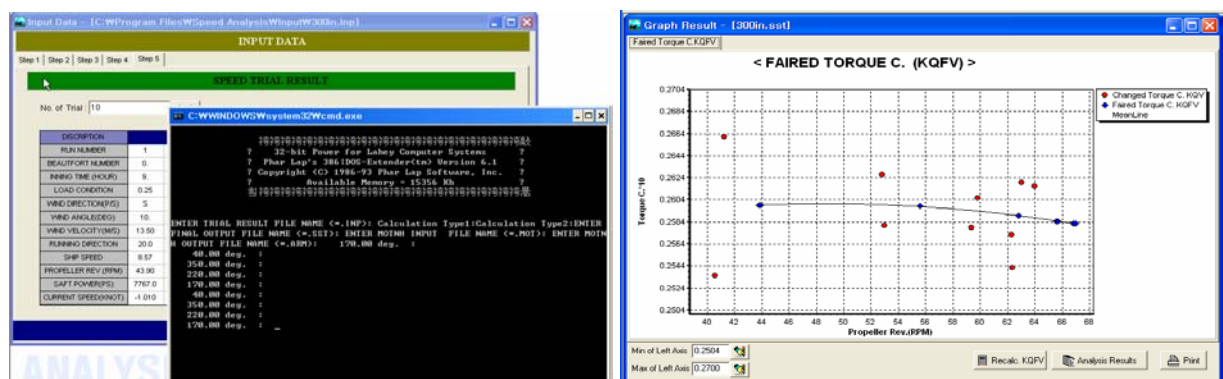 Input Data - [C:\Program Files\Speed Analysis\Input\300in.inp]
INPUT DATA
Step 1 Step 2 Step 3 Step 4 Step 5
SPEED TRIAL RESULT
No. of Trial : 10
DISCRIPTION
RUN NUMBER 1
BEAUTFORT NUMBER 0.
INNING TIME (HOUR) 9.
LOAD CONDITION 0.25
WIND DIRECTION(P/S) S
WIND ANGLE(DEG) 10.
WIND VELOCITY(M/S) 13.50
RUNNING DIRECTION 20.0
SHIP SPEED 8.57
PROPELLER REV.(RPM) 43.90
SAFT POWER(PS) 7767.0
CURRENT SPEED(KNOT) -1.010
ANALYS
C:\WINDOWS\system32\cmd.exe
? 32-bit Power for Lahey Computer Systems ?
? Phar Lap's 386|DOS-Extender(tm) Version 6.1 ?
? Copyright (C) 1986-93 Phar Lap Software, Inc. ?
? Available Memory = 15356 Kb ?
ENTER TRIAL RESULT FILE NAME (*.INP): Calculation Type1:Calculation Type2:ENTER
FINAL OUTPUT FILE NAME (*.SST): ENTER MOTNH INPUT FILE NAME (*.MOT): ENTER MOTN
H OUTPUT FILE NAME (*.ARM): 170.00 deg. :
40.00 deg. :
350.00 deg. :
220.00 deg. :
170.00 deg. :
40.00 deg. :
350.00 deg. :
220.00 deg. :
170.00 deg. : _
Graph Result - [300in.sst]
Faired Torque C.KQFV
< FAIRED TORQUE C. (KQFV) >
Changed Torque C. KQV
Faired Torque C. KQFV
MeanLine
0.2704
0.2684
0.2664
0.2644
0.2624
0.2584
0.2504
0.2564
0.2544
0.2524
0.2504
Torque C.*10
40 42 44 46 48 50 52 54 56 58 60 62 64 66 68
Propeller Rev.(RPM)
Min of Left Axis 0.2504
Max of Left Axis 0.2700
Recalc. KQFV
Analysis Results
Print